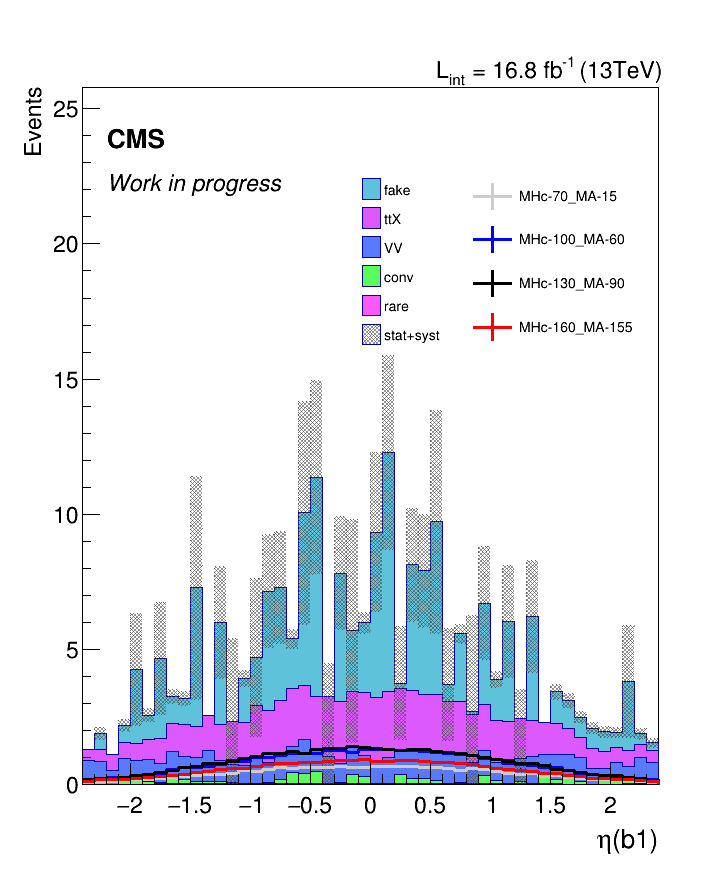 L_int = 16.8 fb^-1 (13TeV)
Events
25
CMS
Work in progress
fake
ttX
VV
conv
rare
stat+syst
MHc-70_MA-15
MHc-100_MA-60
MHc-130_MA-90
MHc-160_MA-155
20
15
10
5
0
−2 −1.5 −1 −0.5 0 0.5 1 1.5 2
η(b1)